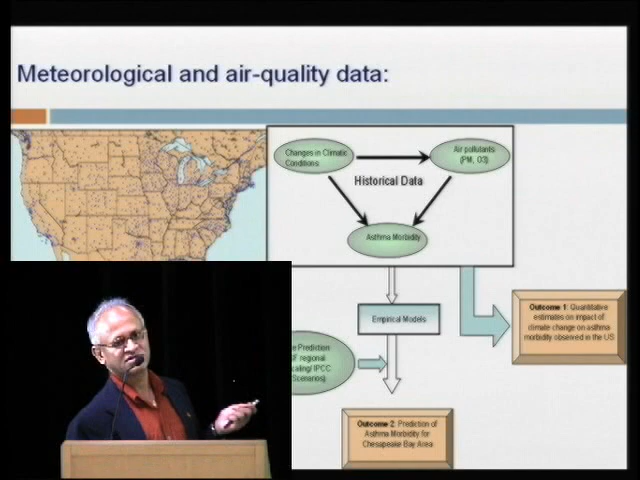 Meteorological and air-quality data:
Changes in Climatic
Conditions
Air pollutants
(PM, O3)
Historical Data
Asthma Morbidity
Empirical Models
Outcome 1: Quantitative
estimates on impact of
climate change on asthma
morbidity observed in the US
e Prediction
F regional
caling/ IPCC
Scenarios)
Outcome 2: Prediction of
Asthma Morbidity for
Chesapeake Bay Area